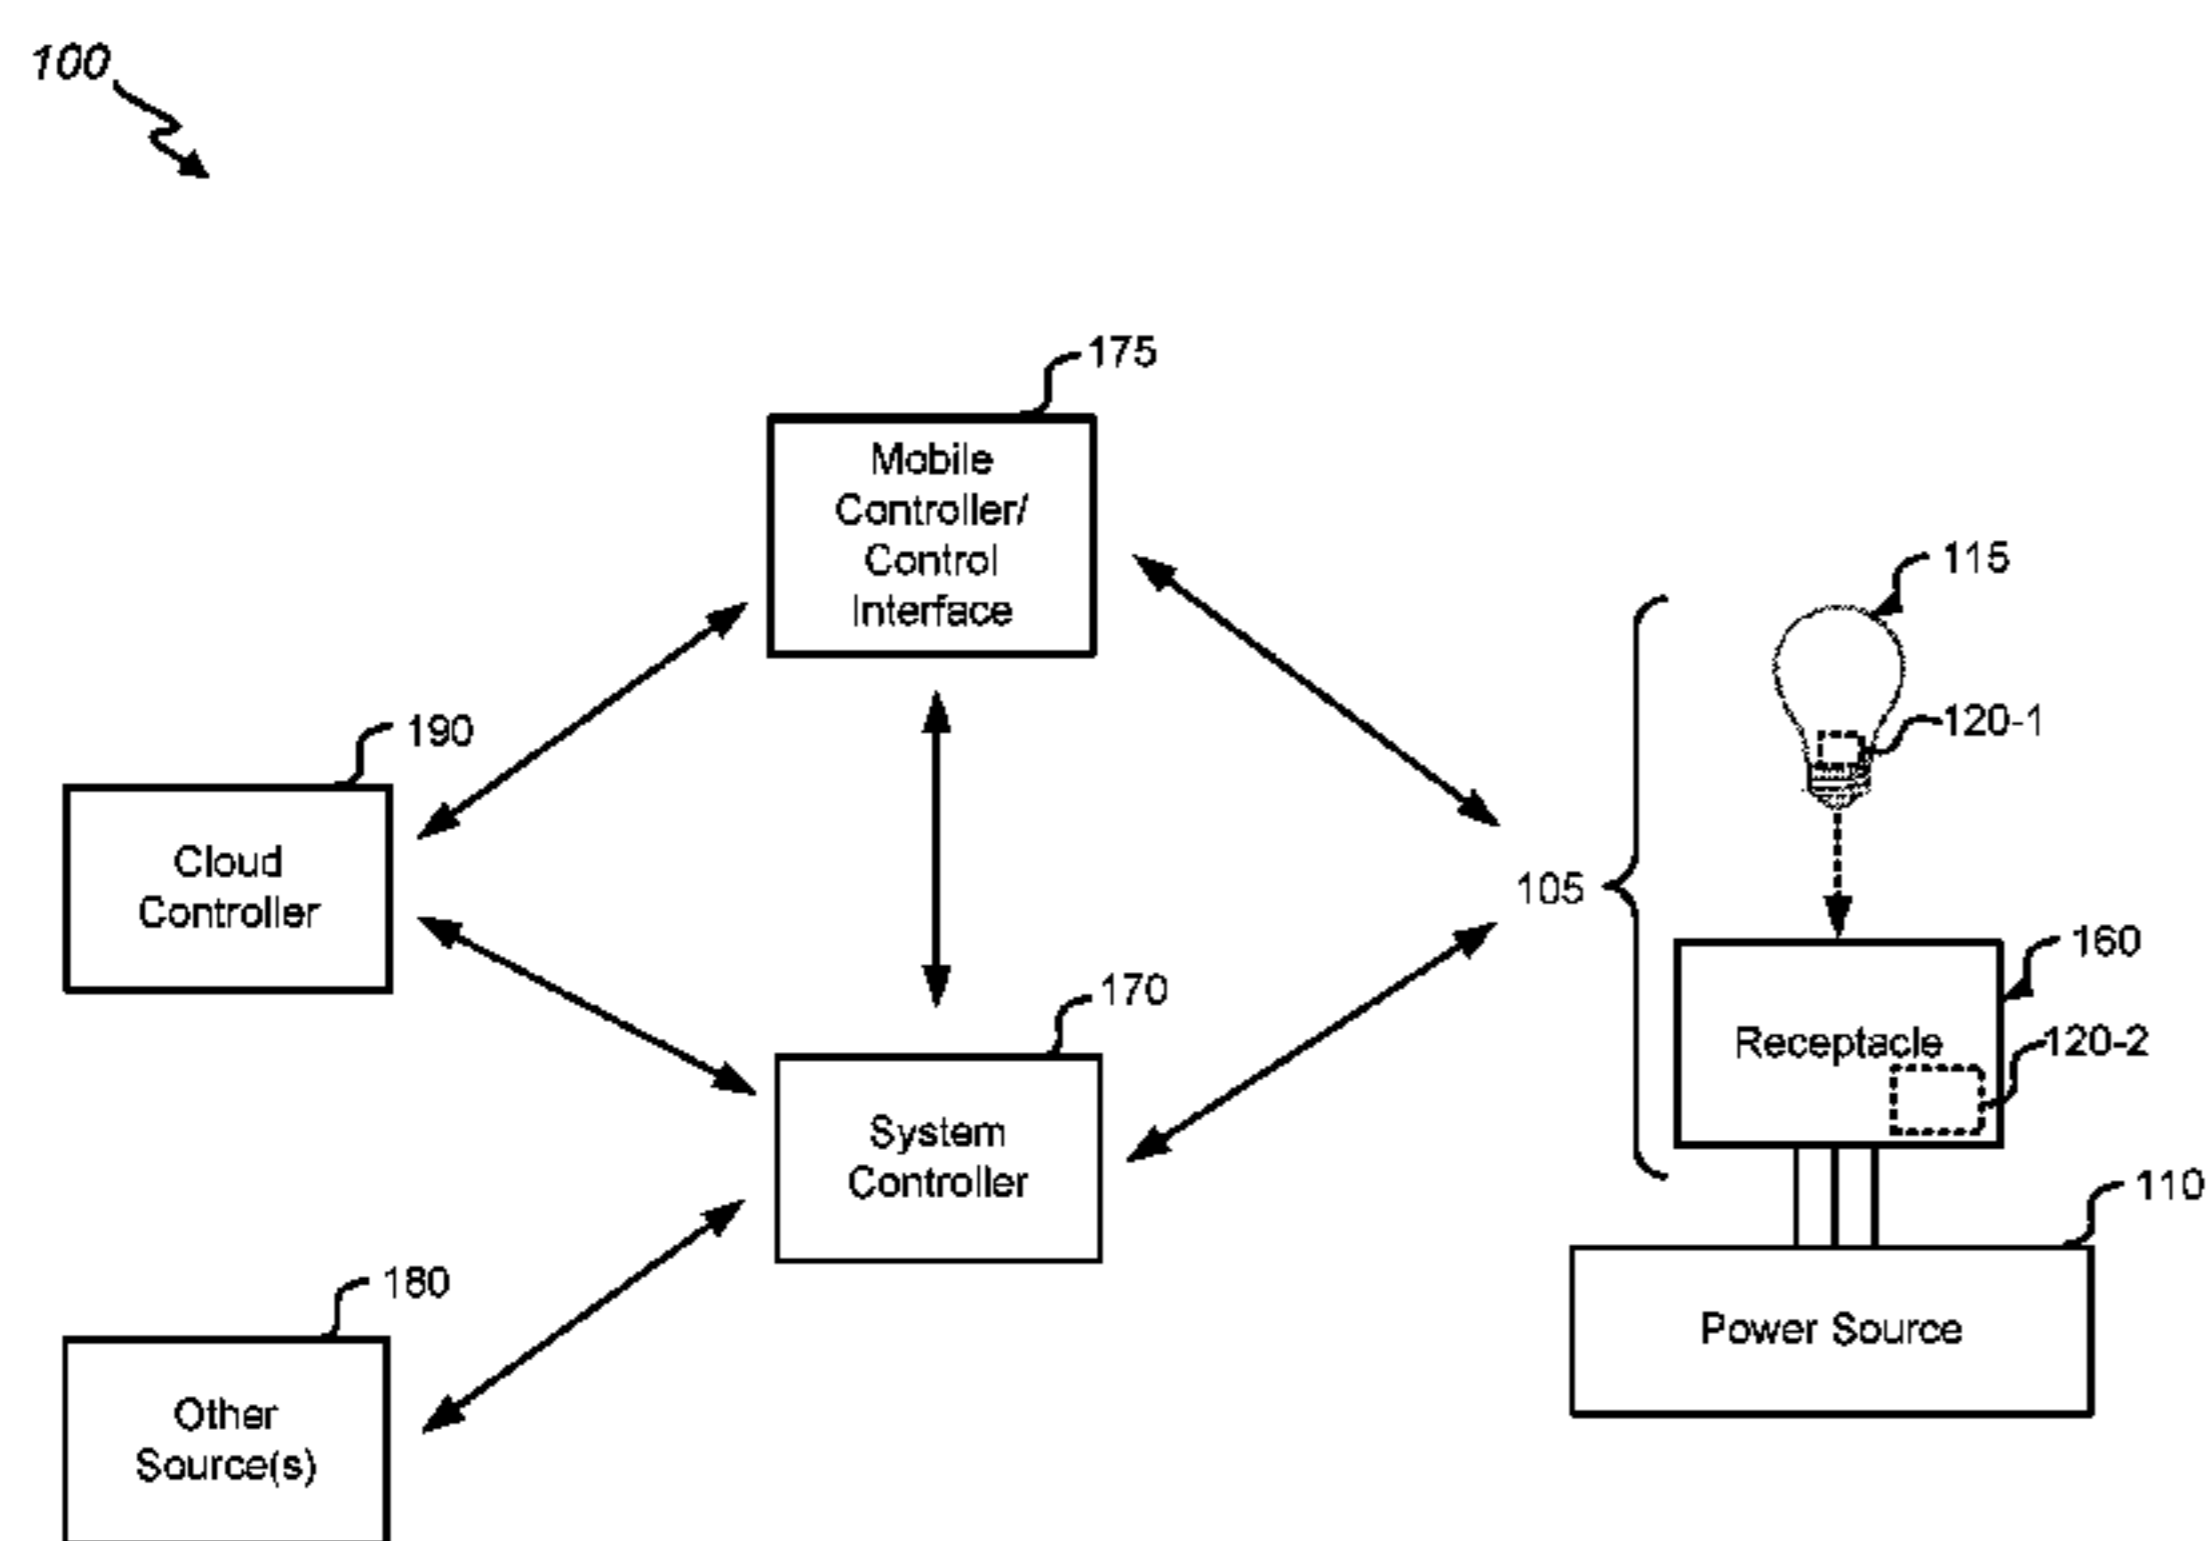 100
175
Mobile
Controller/
Control
Interface
115
120-1
190
Cloud
Controller
105
160
Receptacle
120-2
170
System
Controller
110
Power Source
180
Other
Source(s)